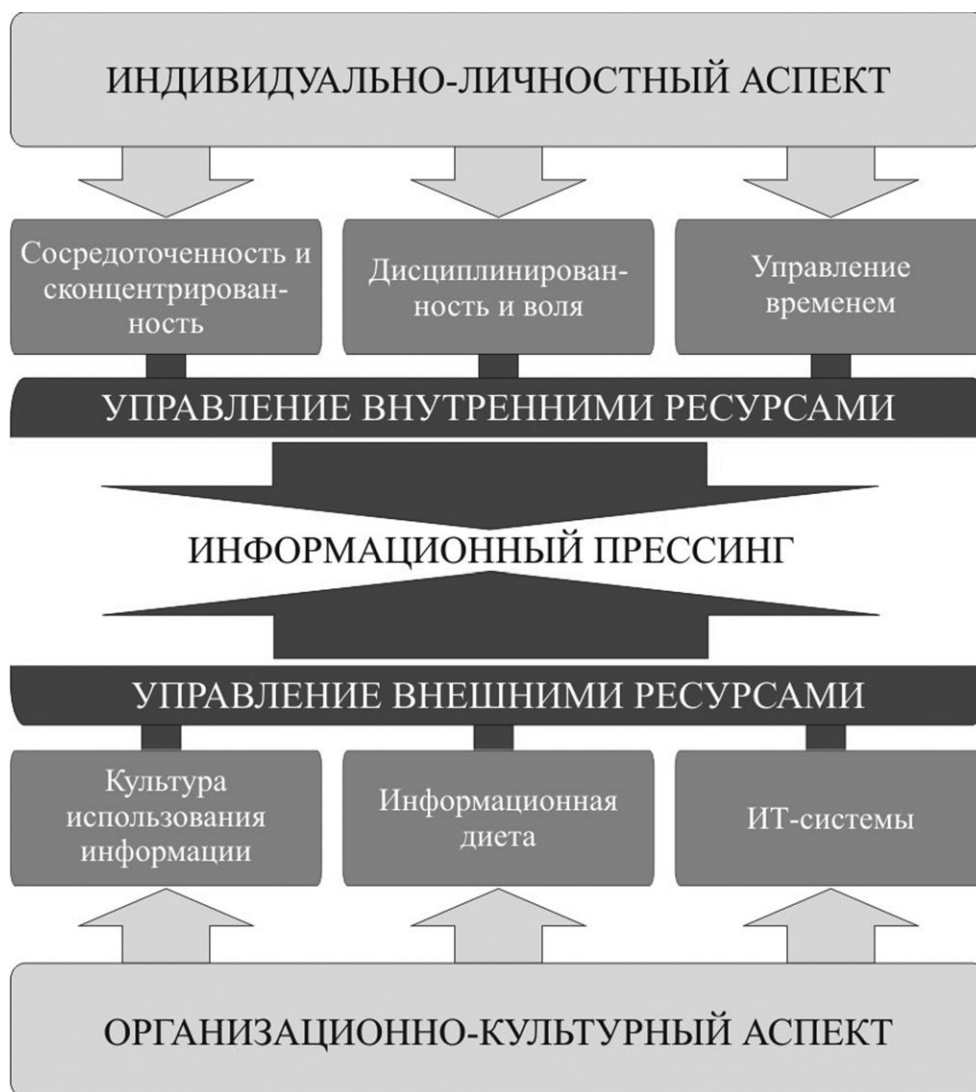 ИНДИВИДУАЛЬНО-ЛИЧНОСТНЫЙ АСПЕКТ
Сосредоточенность и
сконцентрирован-
ность
Дисциплинирован-
ность и воля
Управление
временем
УПРАВЛЕНИЕ ВНУТРЕННИМИ РЕСУРСАМИ
ИНФОРМАЦИОННЫЙ ПРЕССИНГ
УПРАВЛЕНИЕ ВНЕШНИМИ РЕСУРСАМИ
Культура
использования
информации
Информационная
диета
ИТ-системы
ОРГАНИЗАЦИОННО-КУЛЬТУРНЫЙ АСПЕКТ